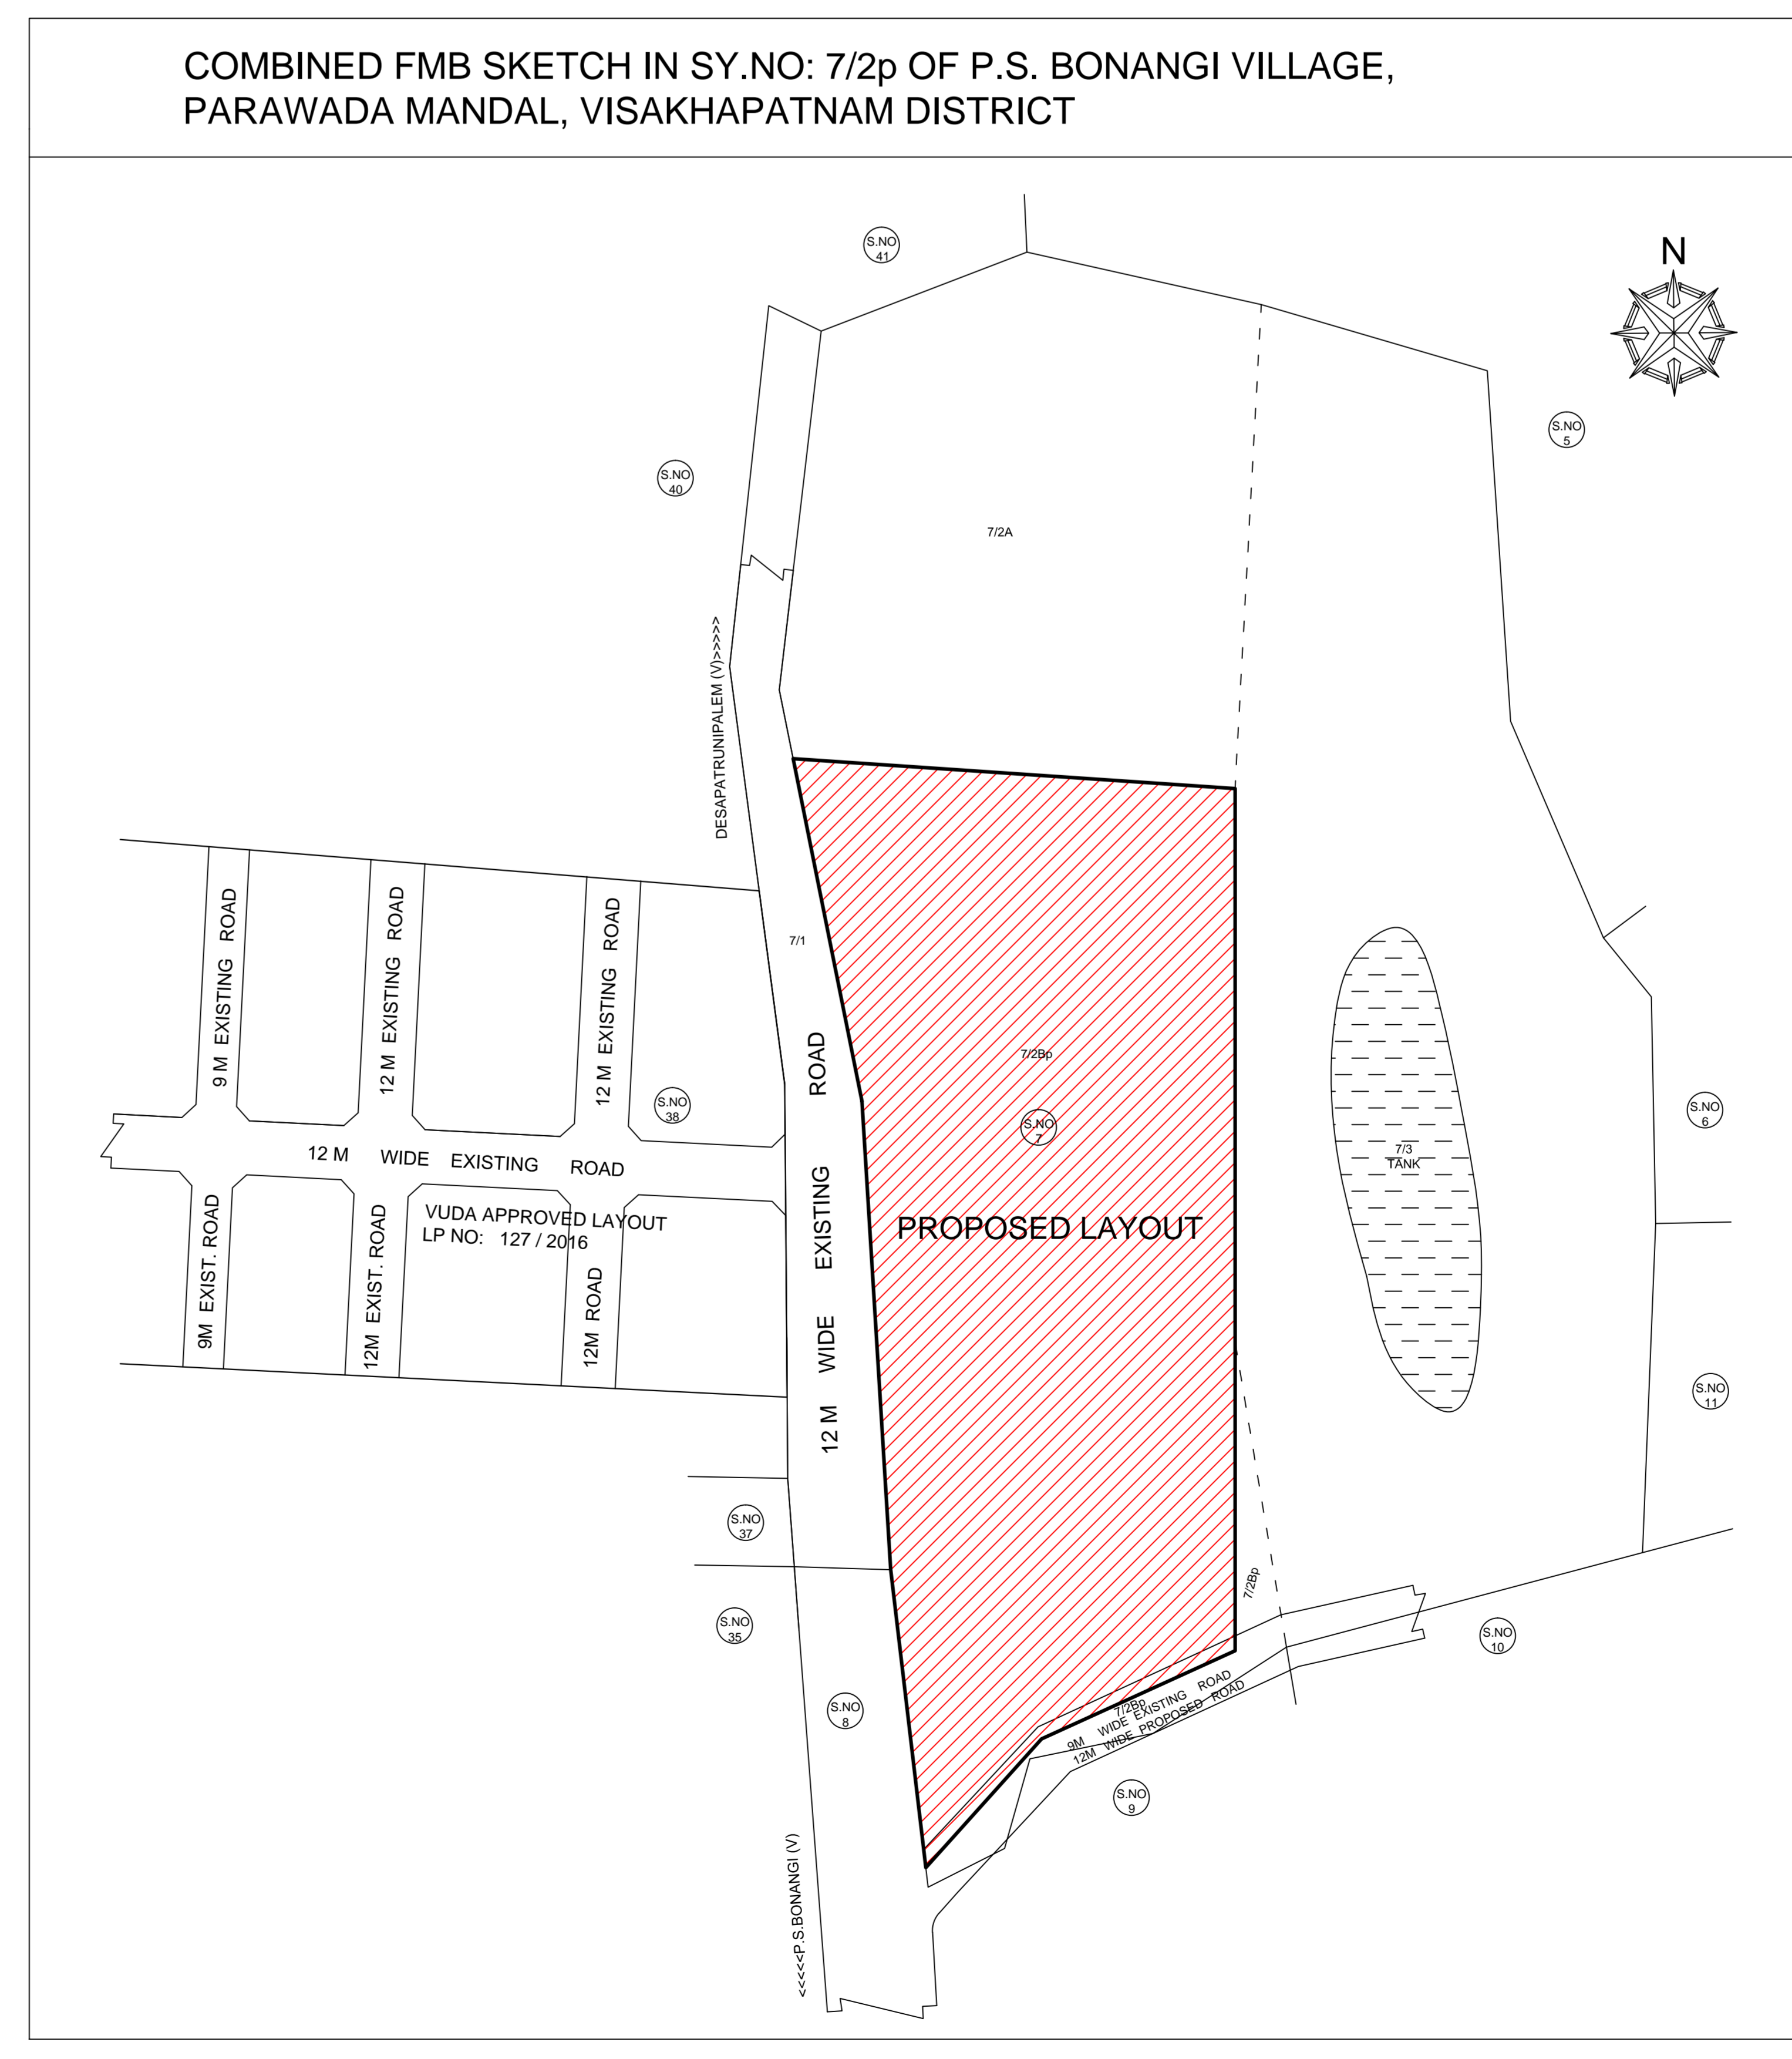 COMBINED FMB SKETCH IN SY.NO: 7/2p OF P.S. BONANGI VILLAGE,
PARAWADA MANDAL, VISAKHAPATNAM DISTRICT
N
S.NO
41
S.NO
5
S.NO
40
7/2A
DESAPATRUNIPALEM (V)>>>>>
7/1
9 M EXISTING ROAD
12 M EXISTING ROAD
12 M EXISTING ROAD
S.NO
38
12 M WIDE EXISTING ROAD
VUDA APPROVED LAYOUT
LP NO: 127 / 2016
9M EXIST. ROAD
12M EXIST. ROAD
12M ROAD
12 M WIDE EXISTING ROAD
7/2Bp
S.NO
7
PROPOSED LAYOUT
7/3
TANK
S.NO
6
S.NO
11
S.NO
37
S.NO
35
7/2Bp
S.NO
10
S.NO
8
7/2Bp
9M WIDE EXISTING ROAD
12M WIDE PROPOSED ROAD
S.NO
9
<<<<<P.S.BONANGI (V)